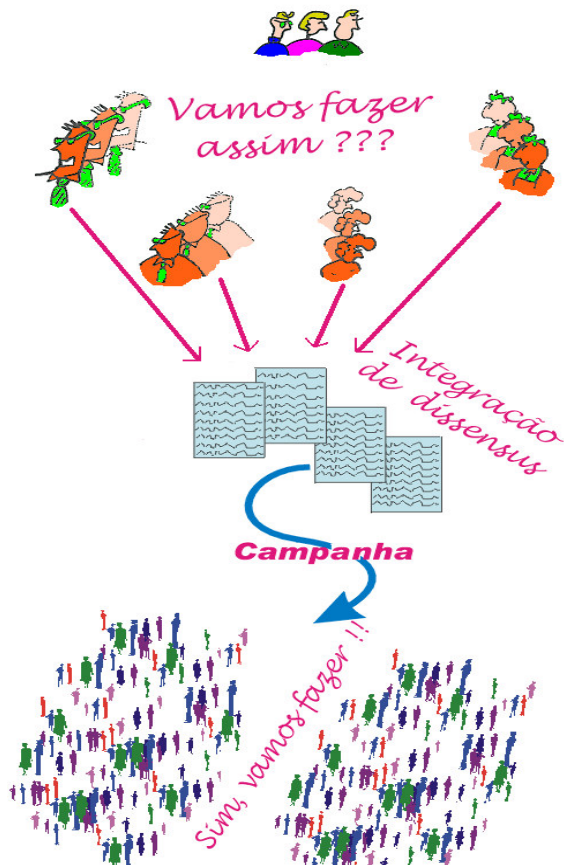 Vamos fazer
assim ???
Integração
de dissensus
Campanha
Sim, vamos fazer !!